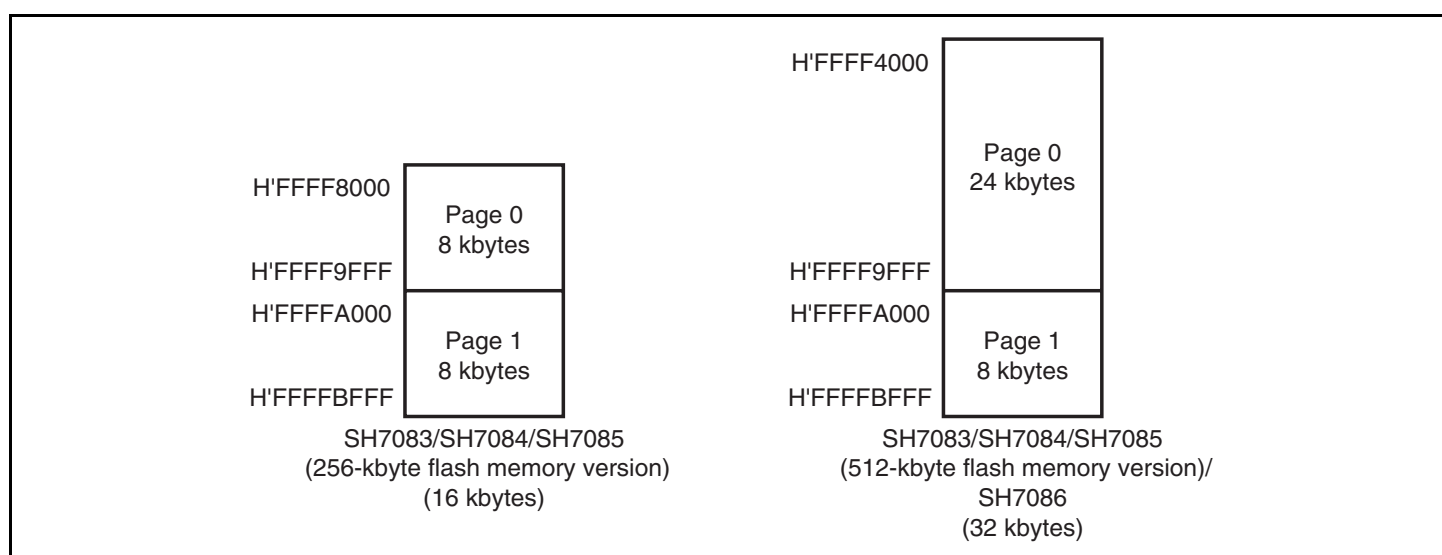 H'FFFF8000
Page 0
8 kbytes
H'FFFF9FFF
H'FFFFA000
Page 1
8 kbytes
H'FFFFBFFF
SH7083/SH7084/SH7085
(256-kbyte flash memory version)
(16 kbytes)
H'FFFF4000
Page 0
24 kbytes
H'FFFF9FFF
H'FFFFA000
Page 1
8 kbytes
H'FFFFBFFF
SH7083/SH7084/SH7085
(512-kbyte flash memory version)/
SH7086
(32 kbytes)